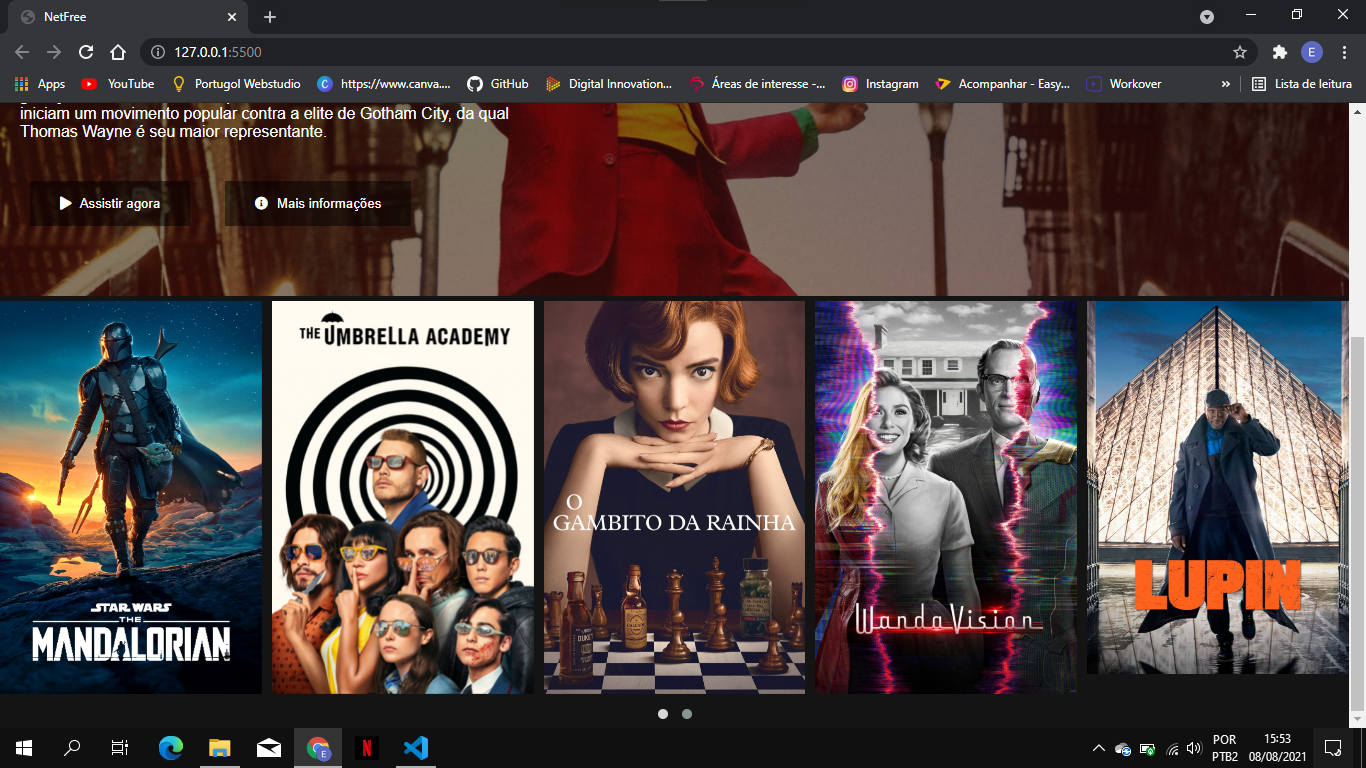 NetFree
127.0.0.1:5500
Apps
YouTube
Portugol Webstudio
https://www.canva....
GitHub
Digital Innovation...
Áreas de interesse -...
Instagram
Acompanhar - Easy...
Workover
»
Lista de leitura
iniciam um movimento popular contra a elite de Gotham City, da qual
Thomas Wayne é seu maior representante.
Assistir agora
Mais informações
STAR WARS
THE
MANDALORIAN
THE UMBRELLA ACADEMY
O
GAMBITO DA RAINHA
WandaVision
LUPIN
E
N
POR
PTB2
15:53
08/08/2021